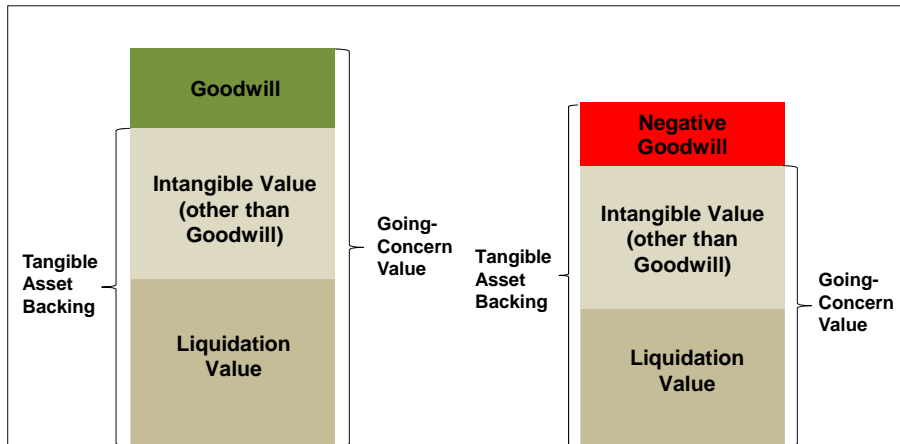 Goodwill
Intangible Value
(other than
Goodwill)
Liquidation
Value
Tangible
Asset
Backing
Going-
Concern
Value
Negative
Goodwill
Intangible Value
(other than
Goodwill)
Liquidation
Value
Tangible
Asset
Backing
Going-
Concern
Value